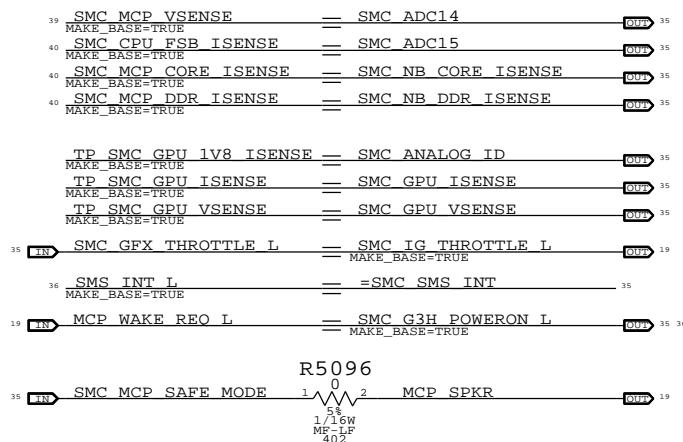 39 SMC_MCP_VSENSE = SMC_ADC14 OUT 35
MAKE_BASE=TRUE
40 SMC_CPU_FSB_ISENSE = SMC_ADC15 OUT 35
MAKE_BASE=TRUE
40 SMC_MCP_CORE_ISENSE = SMC_NB_CORE_ISENSE OUT 35
MAKE_BASE=TRUE
40 SMC_MCP_DDR_ISENSE = SMC_NB_DDR_ISENSE OUT 35
MAKE_BASE=TRUE
TP_SMC_GPU_1V8_ISENSE = SMC_ANALOG_ID OUT 35
MAKE_BASE=TRUE
TP_SMC_GPU_ISENSE = SMC_GPU_ISENSE OUT 35
MAKE_BASE=TRUE
TP_SMC_GPU_VSENSE = SMC_GPU_VSENSE OUT 35
MAKE_BASE=TRUE
35 IN SMC_GFX_THROTTLE_L = SMC_IG_THROTTLE_L OUT 19
MAKE_BASE=TRUE
36 SMS_INT_L = =SMC_SMS_INT 35
MAKE_BASE=TRUE
19 IN MCP_WAKE_REQ_L = SMC_G3H_POWERON_L OUT 35
MAKE_BASE=TRUE
R5096
0
35 IN SMC_MCP_SAFE_MODE 1 2 MCP_SPKR OUT 19
5%
1/16W
MF-LF
402